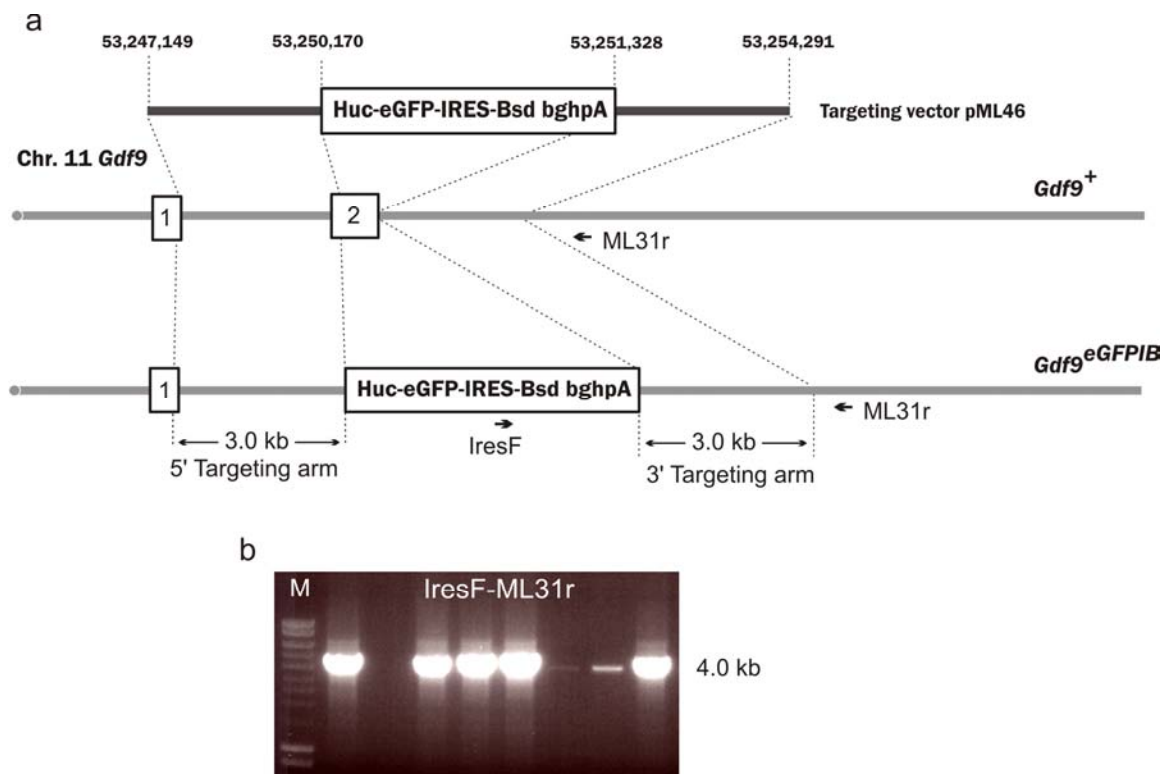 a
53,247,149 53,250,170 53,251,328 53,254,291
Huc-eGFP-IRES-Bsd bghpA
Targeting vector pML46
Chr. 11 Gdf9
Gdf9+
1 2
ML31r
Gdf9eGFPIB
1 Huc-eGFP-IRES-Bsd bghpA
ML31r
IresF
3.0 kb 3.0 kb
5' Targeting arm 3' Targeting arm
b
M IresF-ML31r
4.0 kb